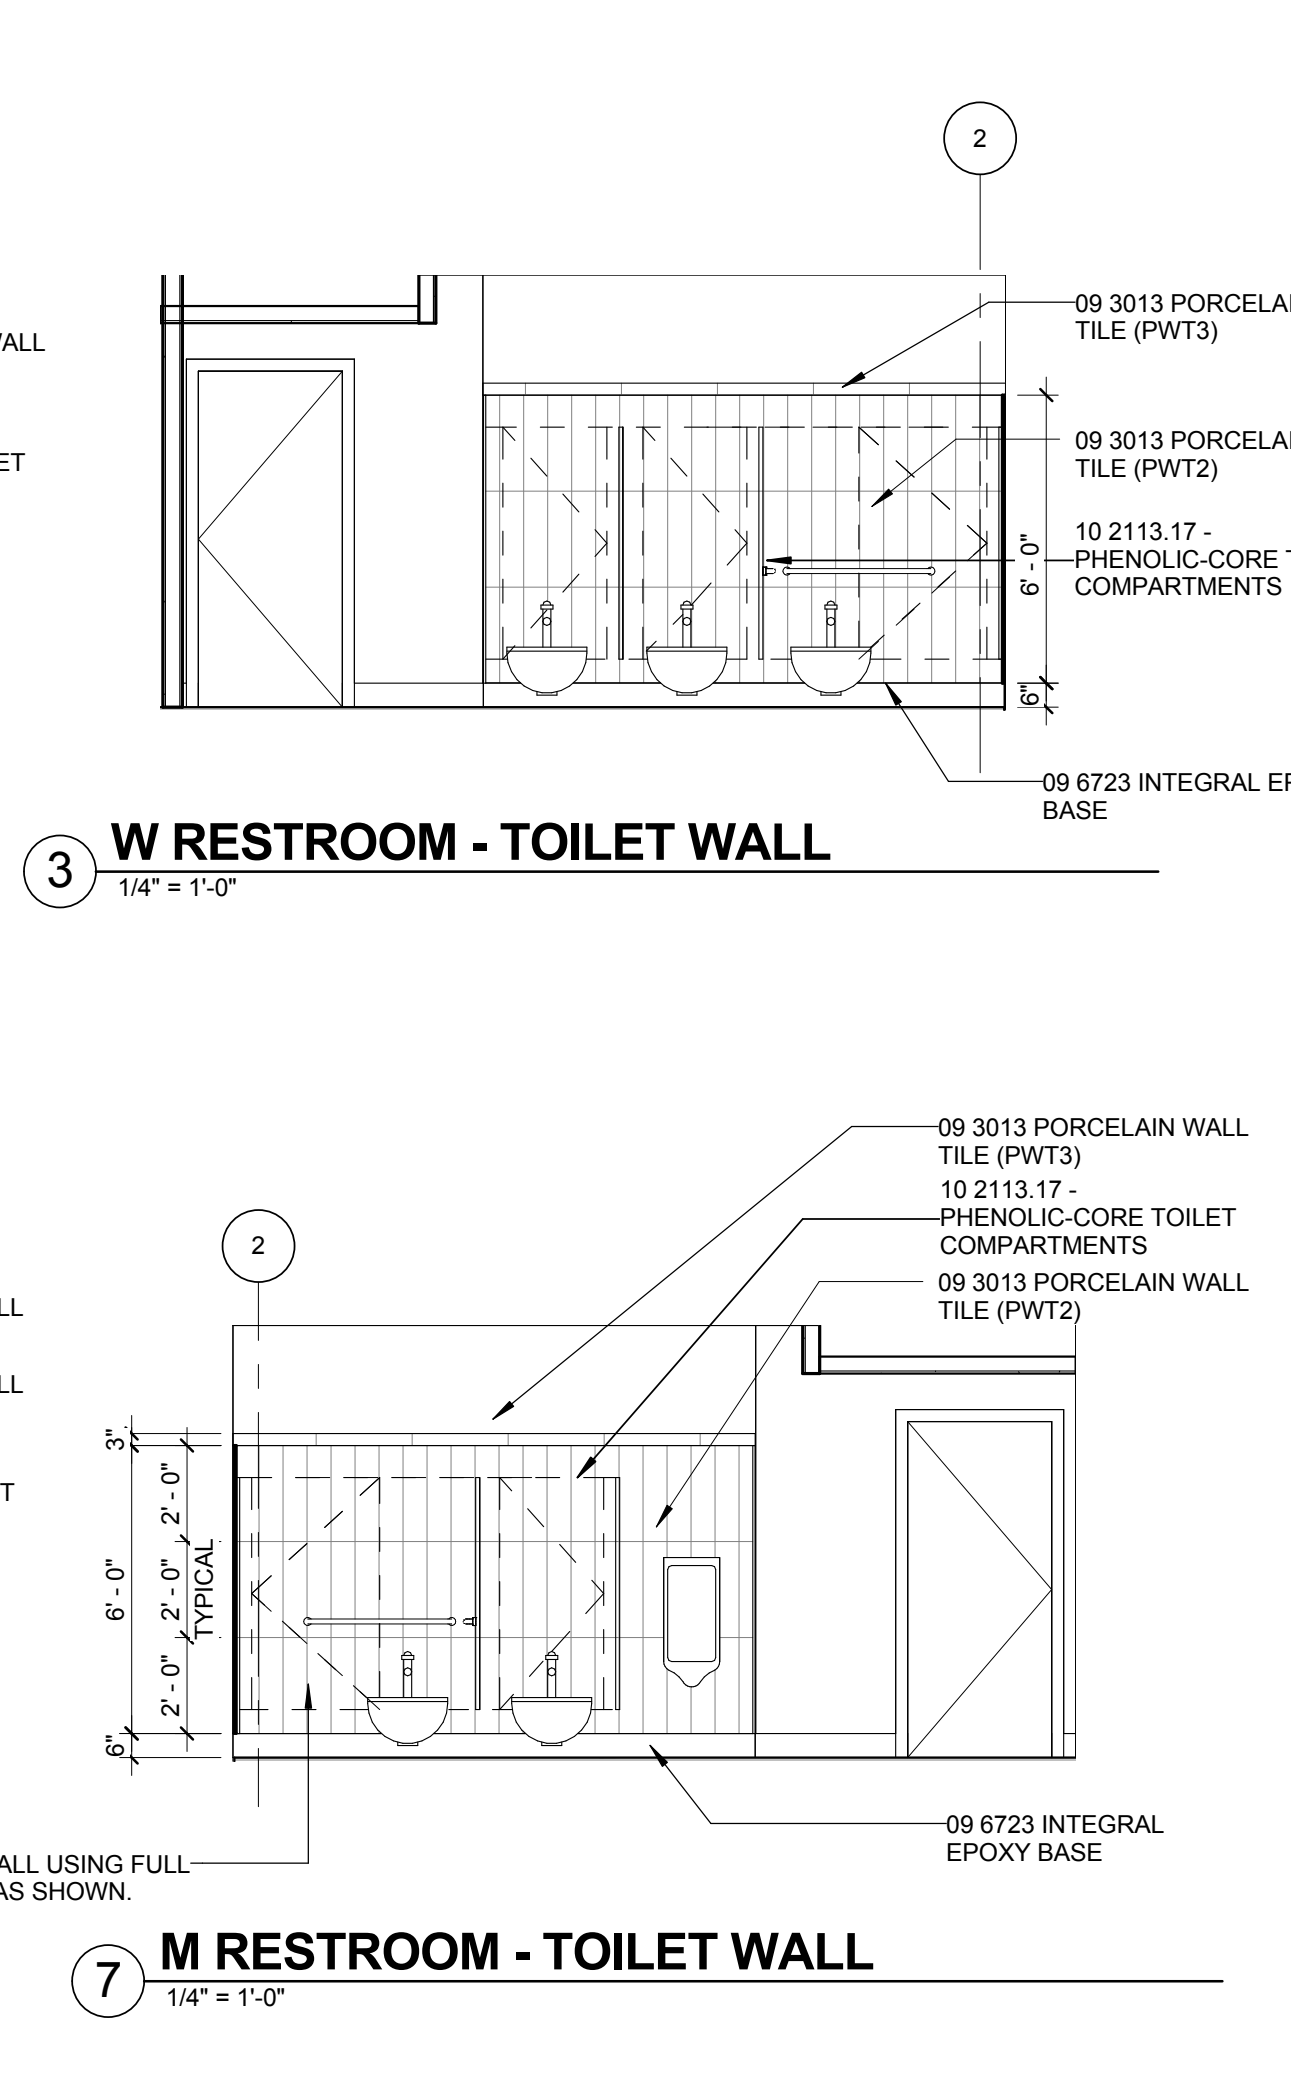 2
09 3013 PORCELAI
TILE (PWT3)
WALL
09 3013 PORCELAI
TILE (PWT2)
ET
10 2113.17 -
PHENOLIC-CORE T
COMPARTMENTS
6' - 0"
6"
09 6723 INTEGRAL EP
BASE
3
W RESTROOM - TOILET WALL
1/4" = 1'-0"
09 3013 PORCELAIN WALL
TILE (PWT3)
10 2113.17 -
PHENOLIC-CORE TOILET
COMPARTMENTS
2
09 3013 PORCELAIN WALL
TILE (PWT2)
LL
LL
T
3"
6' - 0"
6"
2' - 0"
2' - 0"
2' - 0"
TYPICAL
09 6723 INTEGRAL
EPOXY BASE
ALL USING FULL
AS SHOWN.
7
M RESTROOM - TOILET WALL
1/4" = 1'-0"